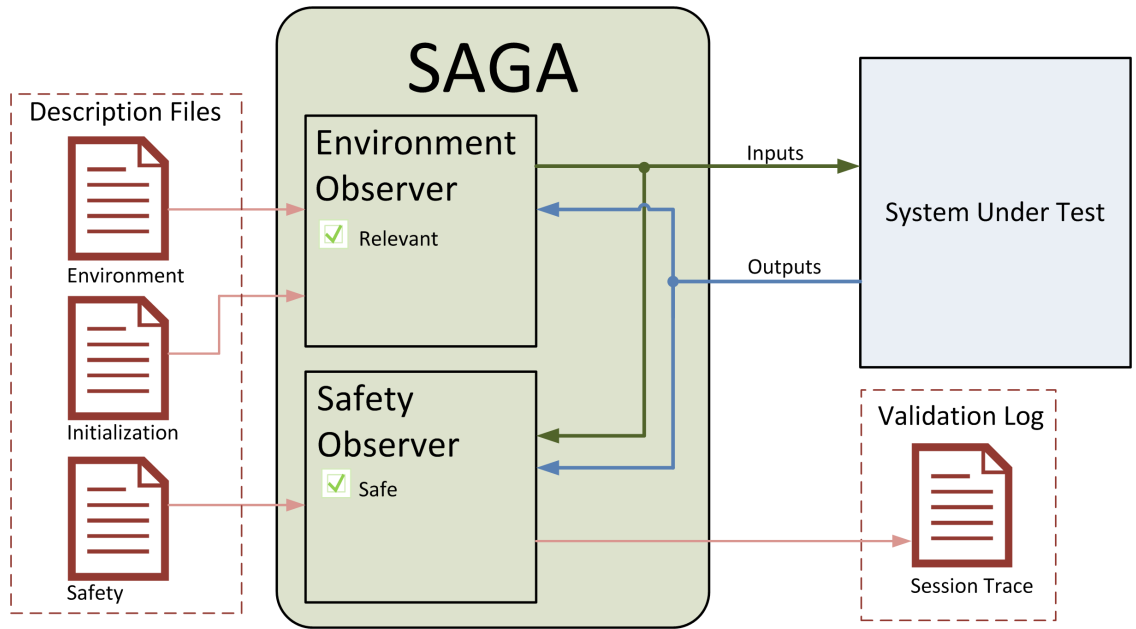 SAGA
Description Files
Environment
Initialization
Safety
Environment
Observer
Relevant
Safety
Observer
Safe
Inputs
Outputs
System Under Test
Validation Log
Session Trace